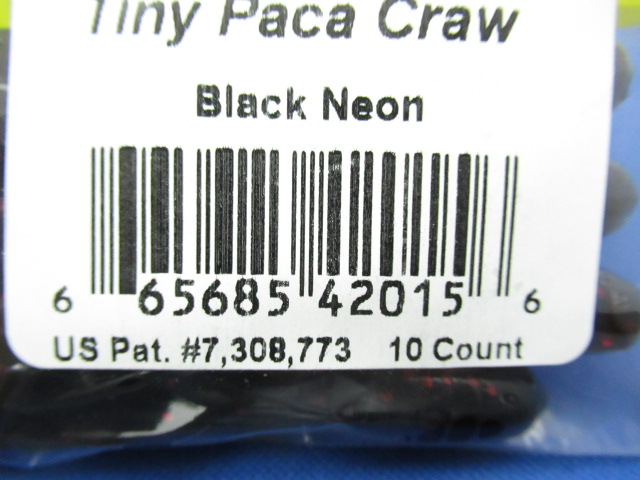 Tiny Paca Craw
Black Neon
6 65685 42015 6
US Pat. #7,308,773 10 Count